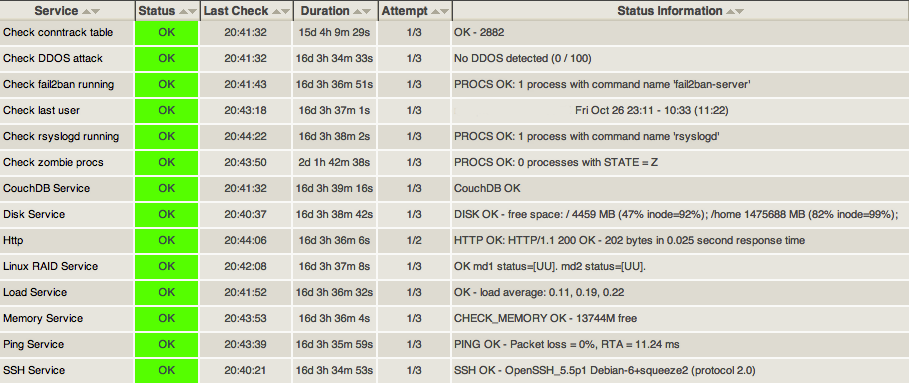 Service Status Last Check Duration Attempt Status Information
Check conntrack table OK 20:41:32 15d 4h 9m 29s 1/3 OK - 2882
Check DDOS attack OK 20:41:32 16d 3h 34m 33s 1/3 No DDOS detected (0 / 100)
Check fail2ban running OK 20:41:43 16d 3h 36m 51s 1/3 PROCS OK: 1 process with command name 'fail2ban-server'
Check last user OK 20:43:18 16d 3h 37m 1s 1/3 Fri Oct 26 23:11 - 10:33 (11:22)
Check rsyslogd running OK 20:44:22 16d 3h 38m 2s 1/3 PROCS OK: 1 process with command name 'rsyslogd'
Check zombie procs OK 20:43:50 2d 1h 42m 38s 1/3 PROCS OK: 0 processes with STATE = Z
CouchDB Service OK 20:41:32 16d 3h 39m 16s 1/3 CouchDB OK
Disk Service OK 20:40:37 16d 3h 38m 42s 1/3 DISK OK - free space: / 4459 MB (47% inode=92%); /home 1475688 MB (82% inode=99%);
Http OK 20:44:06 16d 3h 36m 6s 1/2 HTTP OK: HTTP/1.1 200 OK - 202 bytes in 0.025 second response time
Linux RAID Service OK 20:42:08 16d 3h 37m 8s 1/3 OK md1 status=[UU]. md2 status=[UU].
Load Service OK 20:41:52 16d 3h 36m 32s 1/3 OK - load average: 0.11, 0.19, 0.22
Memory Service OK 20:43:53 16d 3h 36m 4s 1/3 CHECK_MEMORY OK - 13744M free
Ping Service OK 20:43:39 16d 3h 35m 59s 1/3 PING OK - Packet loss = 0%, RTA = 11.24 ms
SSH Service OK 20:40:21 16d 3h 34m 53s 1/3 SSH OK - OpenSSH_5.5p1 Debian-6+squeeze2 (protocol 2.0)